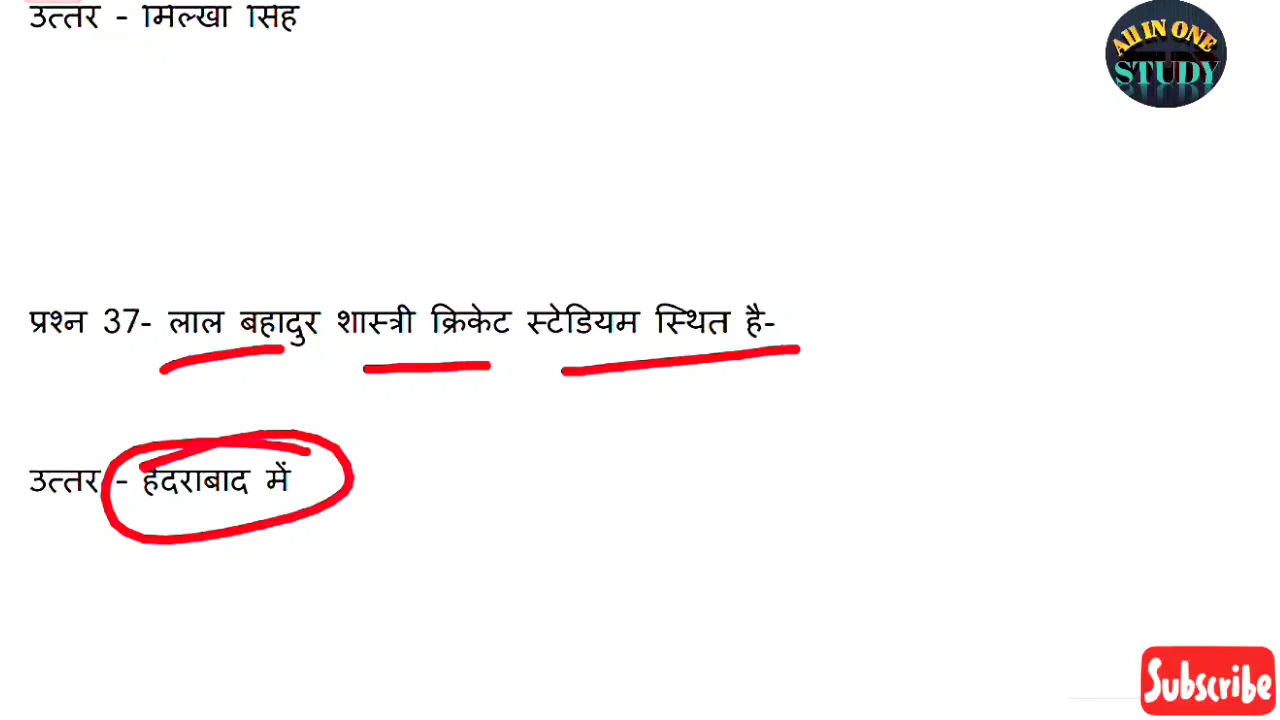 उत्तर - मिल्खा सिंह
ALL IN ONE
STUDY
प्रश्न 37- लाल बहादुर शास्त्री क्रिकेट स्टेडियम स्थित है-
उत्तर - हैदराबाद में
Subscribe